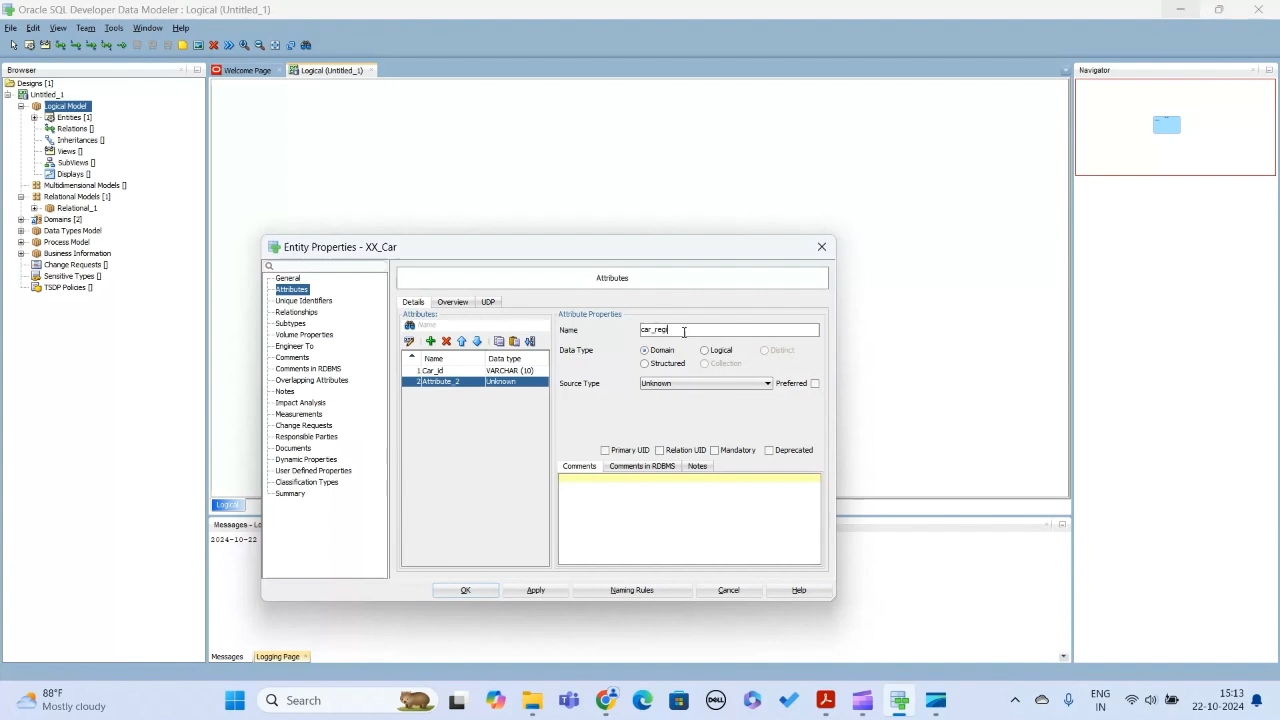 Oracle SQL Developer Data Modeler : Logical (Untitled_1)
File Edit View Team Tools Window Help
Browser
Welcome Page
Logical (Untitled_1)
Navigator
Designs [1]
Untitled_1
Logical Model
Entities [1]
Relations []
Inheritances []
Views []
SubViews []
Displays []
Multidimensional Models []
Relational Models [1]
Relational_1
Domains [2]
Data Types Model
Process Model
Business Information
Change Requests []
Sensitive Types []
TSDP Policies []
Entity Properties - XX_Car
General
Attributes
Unique Identifiers
Relationships
Subtypes
Volume Properties
Engineer To
Comments
Comments in RDBMS
Overlapping Attributes
Notes
Impact Analysis
Measurements
Change Requests
Responsible Parties
Documents
Dynamic Properties
User Defined Properties
Classification Types
Summary
Attributes
Details Overview UDP
Attributes:
Name
Name Data type
1 Car_id VARCHAR (10)
2 Attribute_2 Unknown
Attribute Properties
Name car_regi
Data Type Domain Logical Distinct
Structured Collection
Source Type Unknown Preferred
Primary UID Relation UID Mandatory Deprecated
Comments Comments in RDBMS Notes
OK Apply Naming Rules Cancel Help
Logical
Messages - Lo
2024-10-22
Messages Logging Page
88°F
Mostly cloudy
Search
DELL
ENG
IN
15:13
22-10-2024